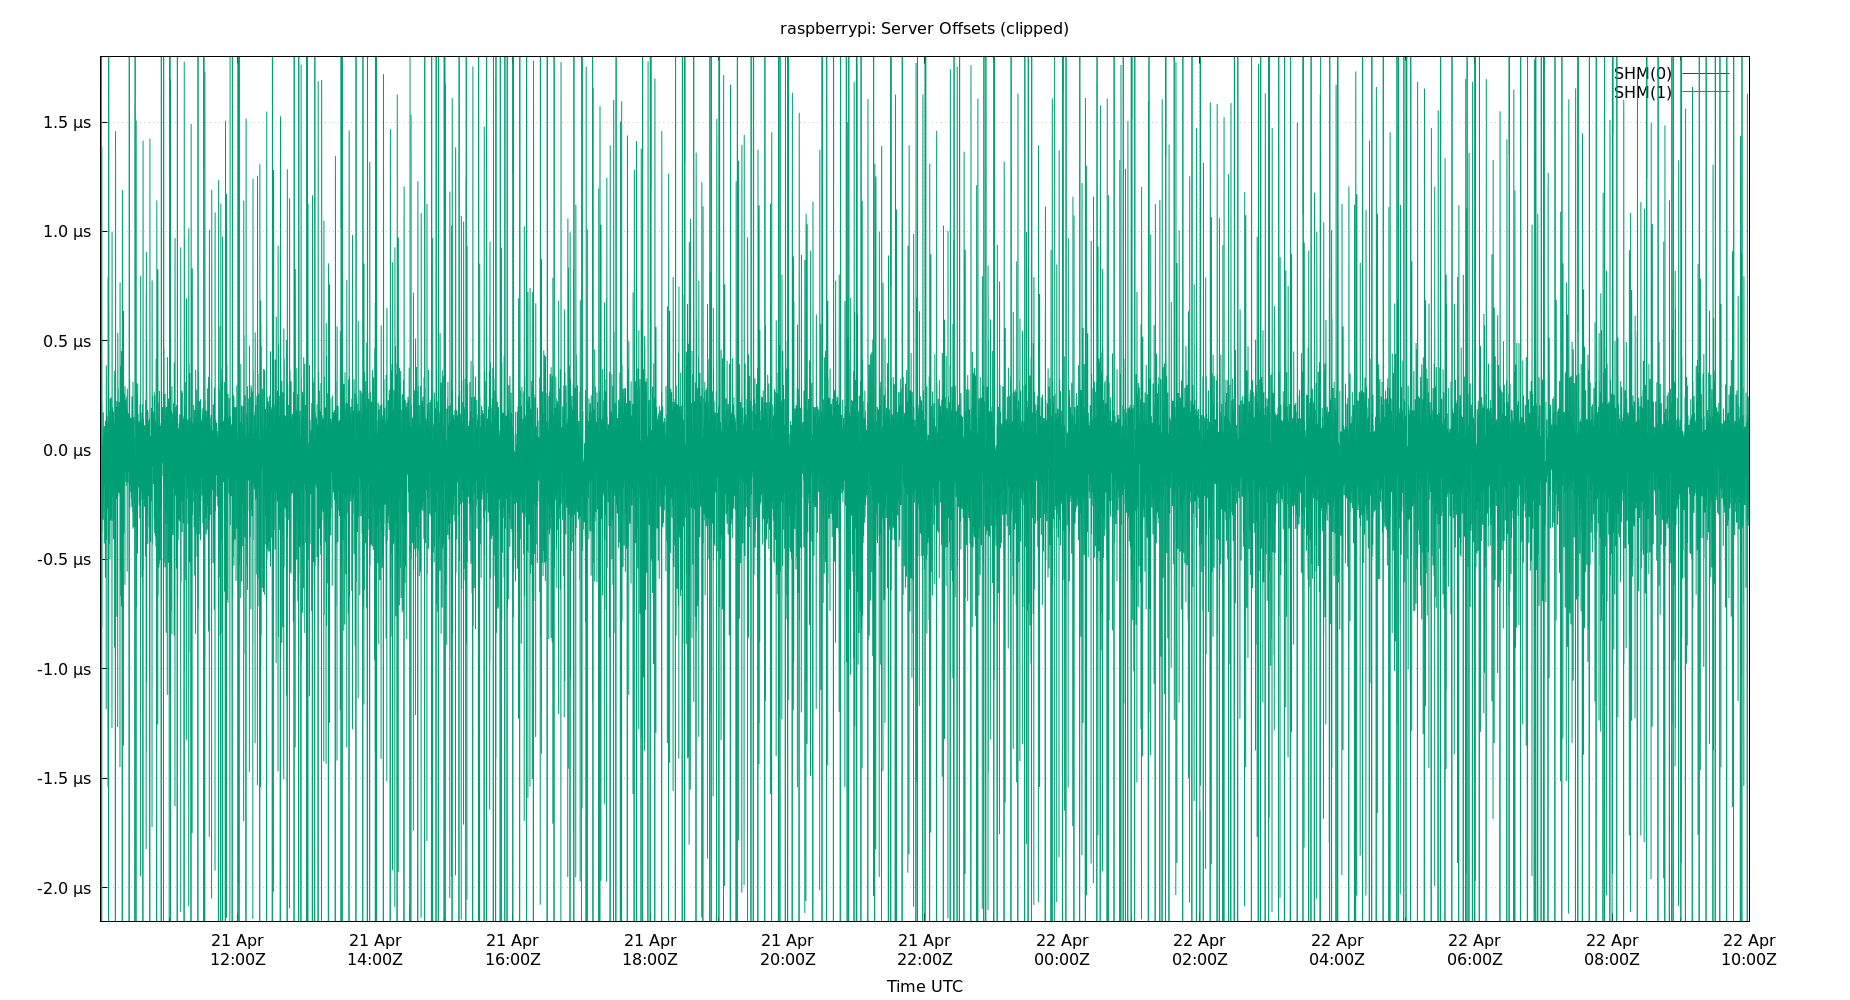 raspberrypi: Server Offsets (clipped)
SHM(0)
SHM(1)
1.5 µs
1.0 µs
0.5 µs
0.0 µs
-0.5 µs
-1.0 µs
-1.5 µs
-2.0 µs
21 Apr 21 Apr 21 Apr 21 Apr 21 Apr 21 Apr 22 Apr 22 Apr 22 Apr 22 Apr 22 Apr 22 Apr
12:00Z 14:00Z 16:00Z 18:00Z 20:00Z 22:00Z 00:00Z 02:00Z 04:00Z 06:00Z 08:00Z 10:00Z
Time UTC